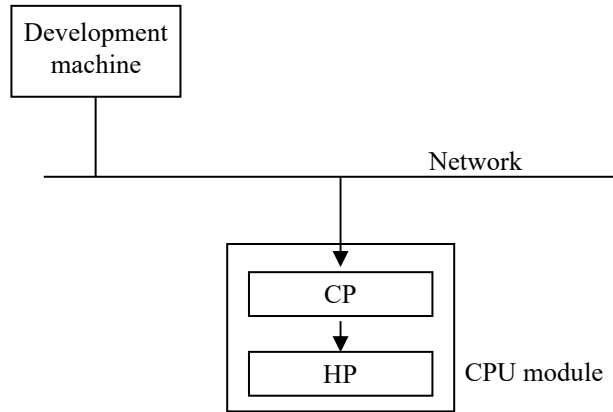 Development
machine
Network
CP
HP
CPU module